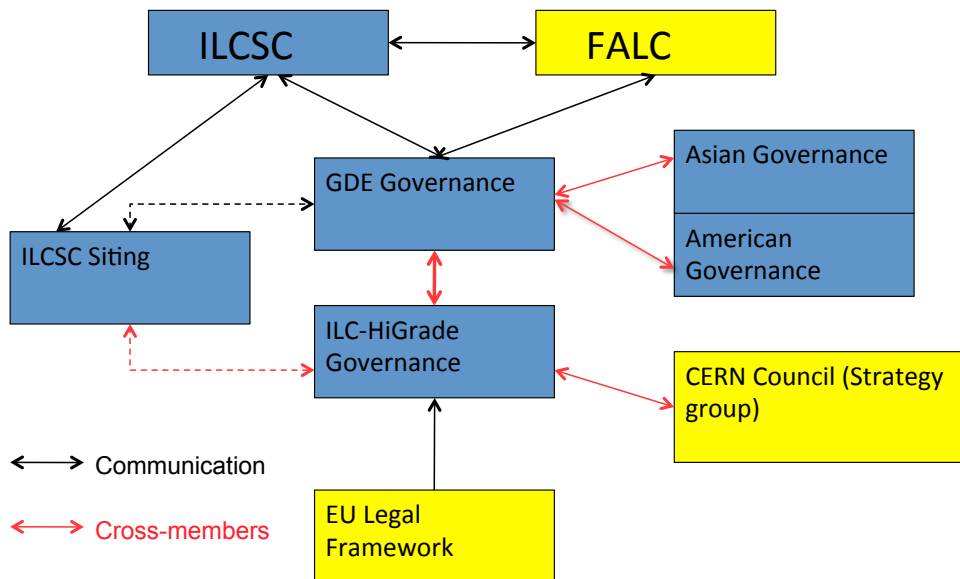 ILCSC
FALC
GDE Governance
Asian Governance
American
Governance
ILCSC Siting
ILC-HiGrade
Governance
CERN Council (Strategy
group)
Communication
Cross-members
EU Legal
Framework